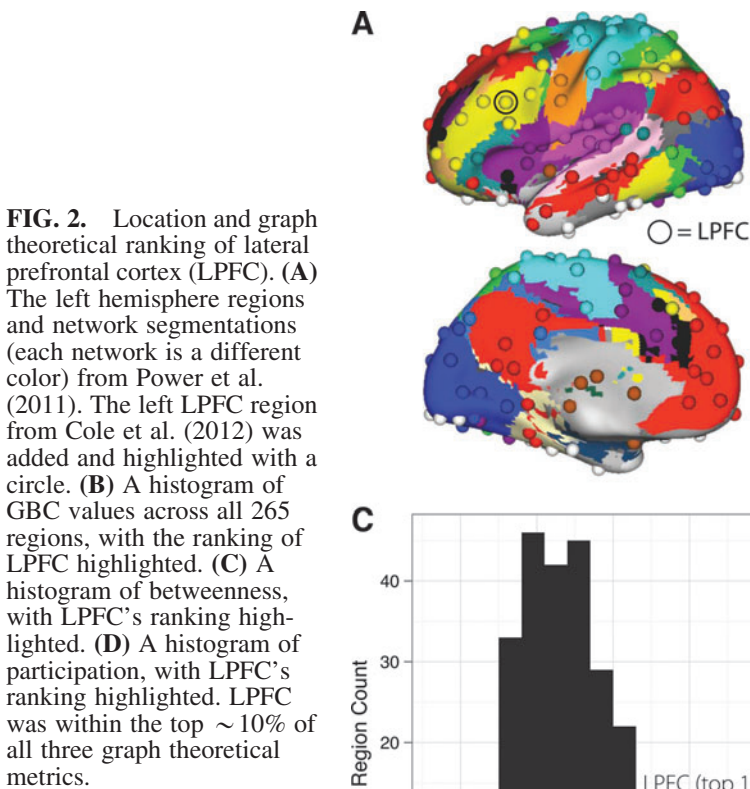 FIG. 2. Location and graph
theoretical ranking of lateral
prefrontal cortex (LPFC). (A)
The left hemisphere regions
and network segmentations
(each network is a different
color) from Power et al.
(2011). The left LPFC region
from Cole et al. (2012) was
added and highlighted with a
circle. (B) A histogram of
GBC values across all 265
regions, with the ranking of
LPFC highlighted. (C) A
histogram of betweenness,
with LPFC's ranking high-
lighted. (D) A histogram of
participation, with LPFC's
ranking highlighted. LPFC
was within the top ~10% of
all three graph theoretical
metrics.
A
= LPFC
C
40
30
20
Region Count
LPFC (top 1